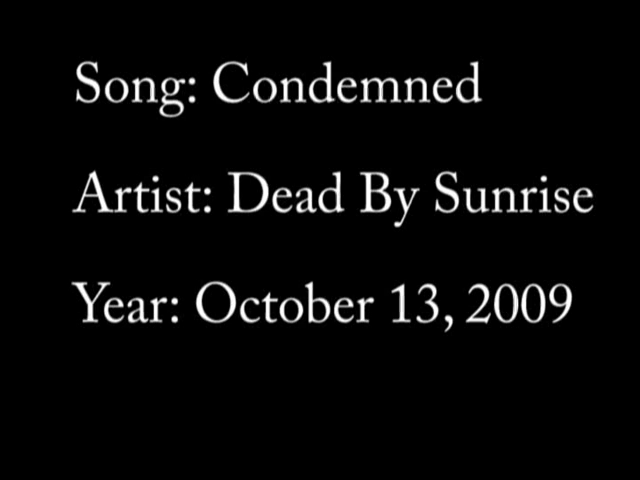 Song: Condemned
Artist: Dead By Sunrise
Year: October 13, 2009